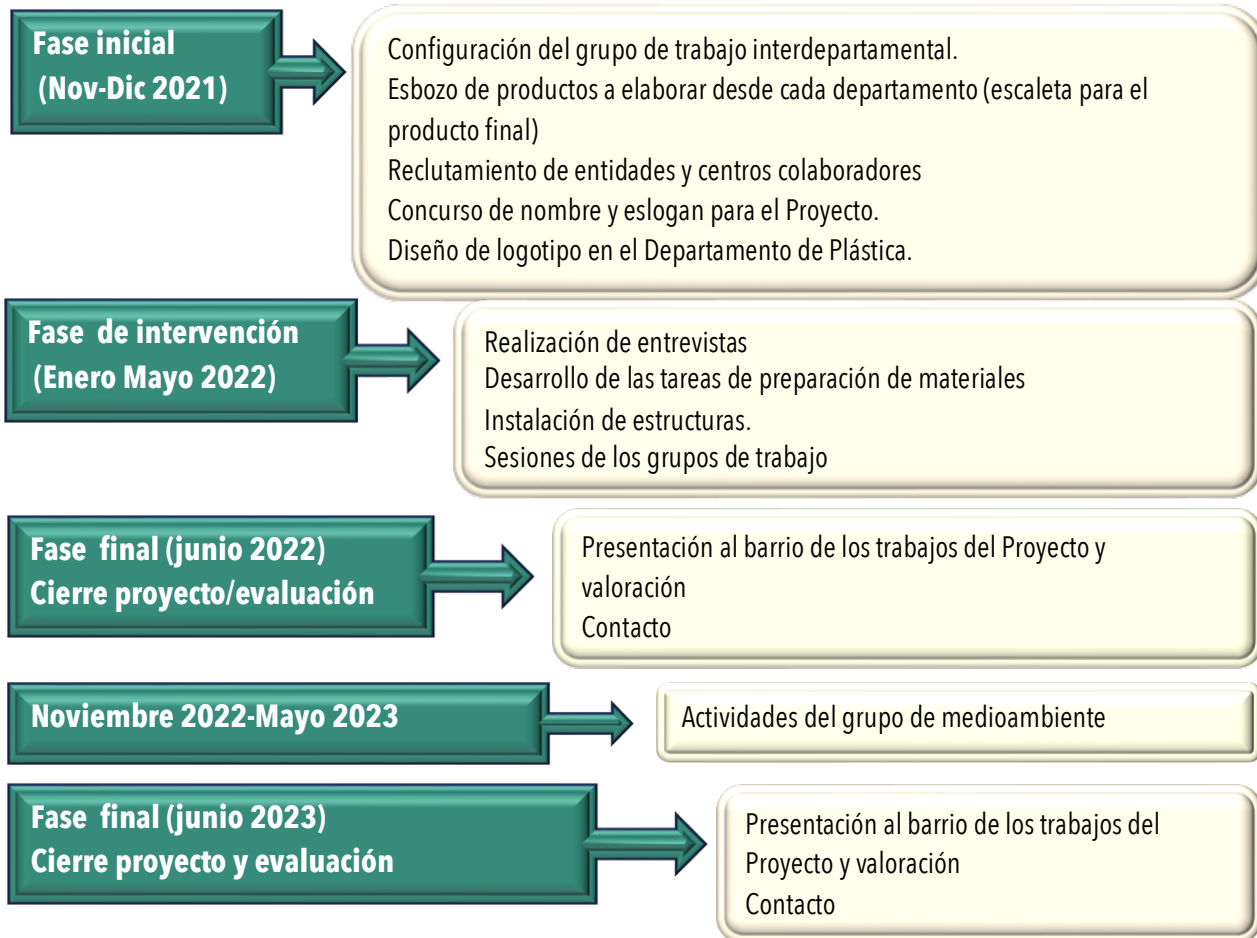 Fase inicial
(Nov-Dic 2021)
Configuración del grupo de trabajo interdepartamental.
Esbozo de productos a elaborar desde cada departamento (escaleta para el
producto final)
Reclutamiento de entidades y centros colaboradores
Concurso de nombre y eslogan para el Proyecto.
Diseño de logotipo en el Departamento de Plástica.
Fase de intervención
(Enero Mayo 2022)
Realización de entrevistas
Desarrollo de las tareas de preparación de materiales
Instalación de estructuras.
Sesiones de los grupos de trabajo
Fase final (junio 2022)
Cierre proyecto/evaluación
Presentación al barrio de los trabajos del Proyecto y
valoración
Contacto
Noviembre 2022-Mayo 2023
Actividades del grupo de medioambiente
Fase final (junio 2023)
Cierre proyecto y evaluación
Presentación al barrio de los trabajos del
Proyecto y valoración
Contacto